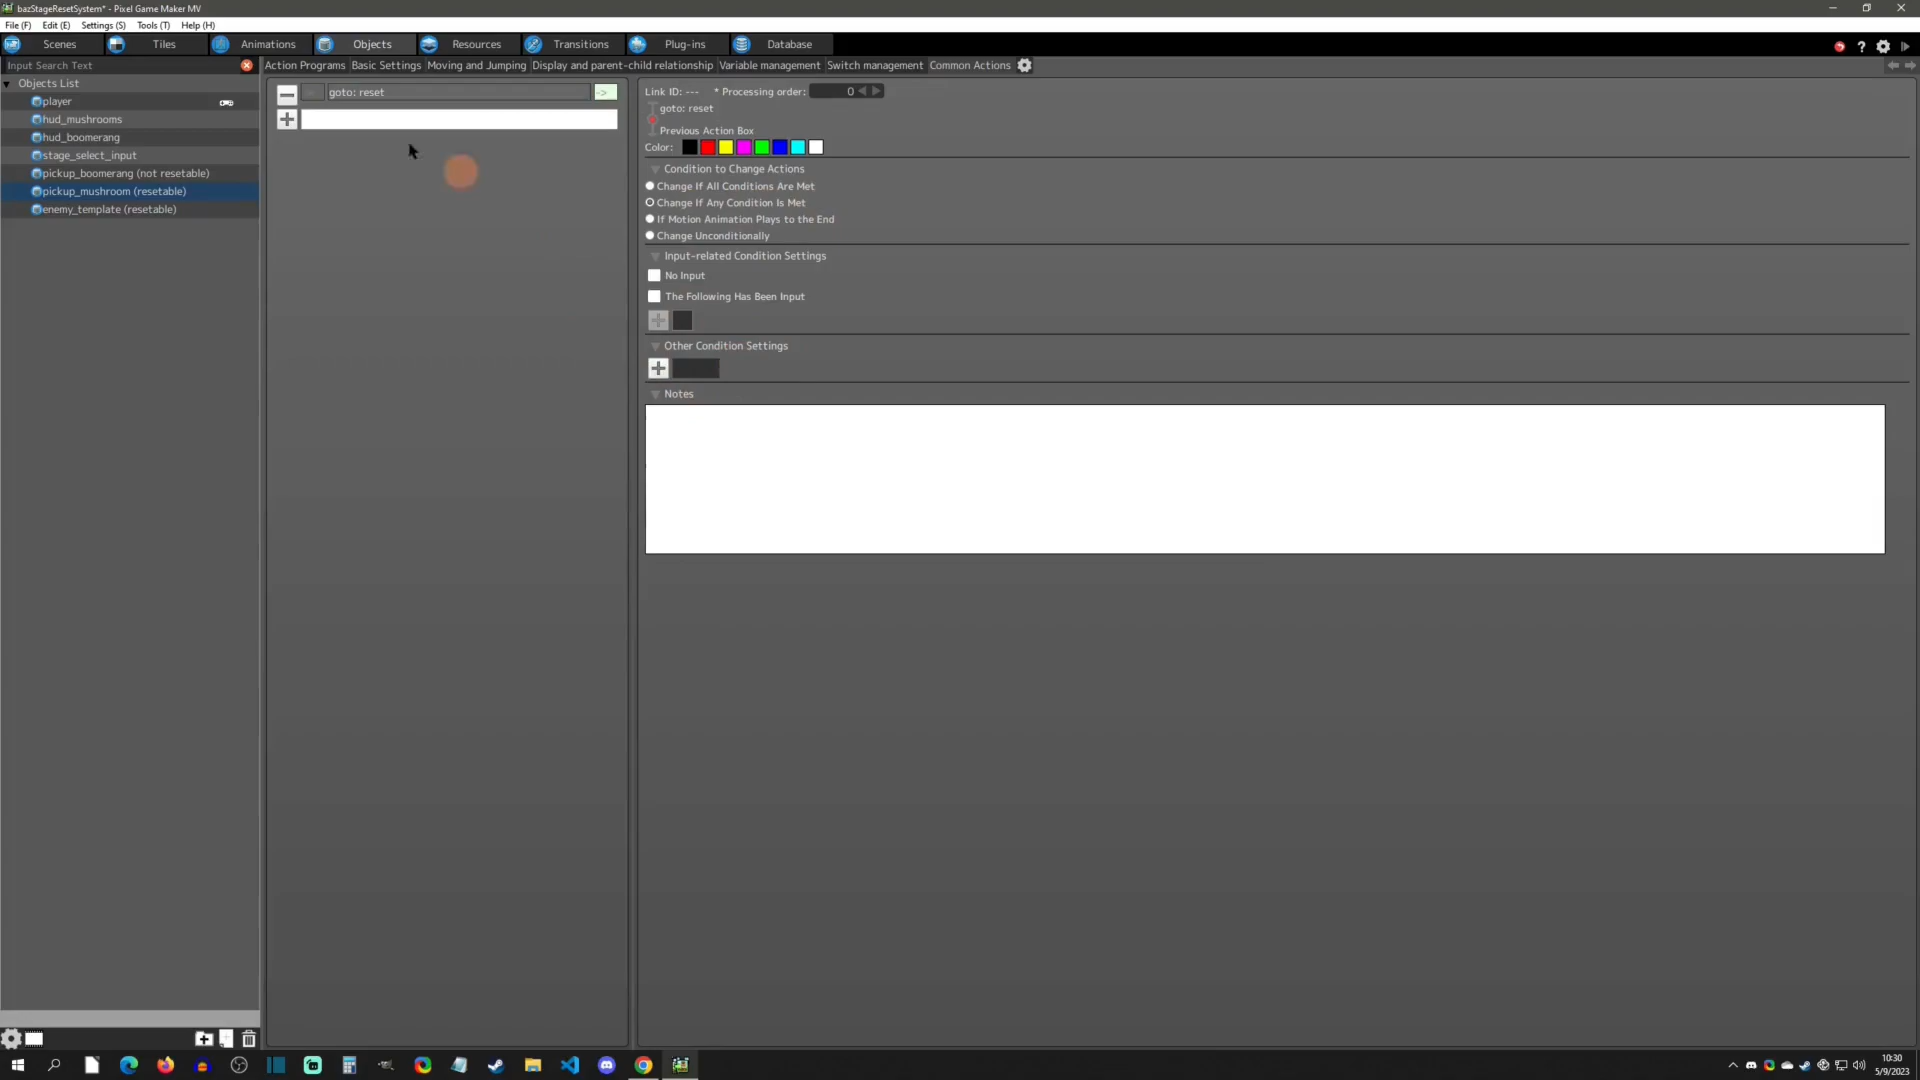 bazStageResetSystem* - Pixel Game Maker MV
File (F) Edit (E) Settings (S) Tools (T) Help (H)
Scenes Tiles Animations Objects Resources Transitions Plug-ins Database
Input Search Text
Action Programs Basic Settings Moving and Jumping Display and parent-child relationship Variable management Switch management Common Actions
Objects List
player
hud_mushrooms
hud_boomerang
stage_select_input
pickup_boomerang (not resetable)
pickup_mushroom (resetable)
enemy_template (resetable)
goto: reset ->
Link ID: --- * Processing order: 0
goto: reset
Previous Action Box
Color:
Condition to Change Actions
Change If All Conditions Are Met
Change If Any Condition Is Met
If Motion Animation Plays to the End
Change Unconditionally
Input-related Condition Settings
No Input
The Following Has Been Input
Other Condition Settings
Notes
10:30
5/9/2023